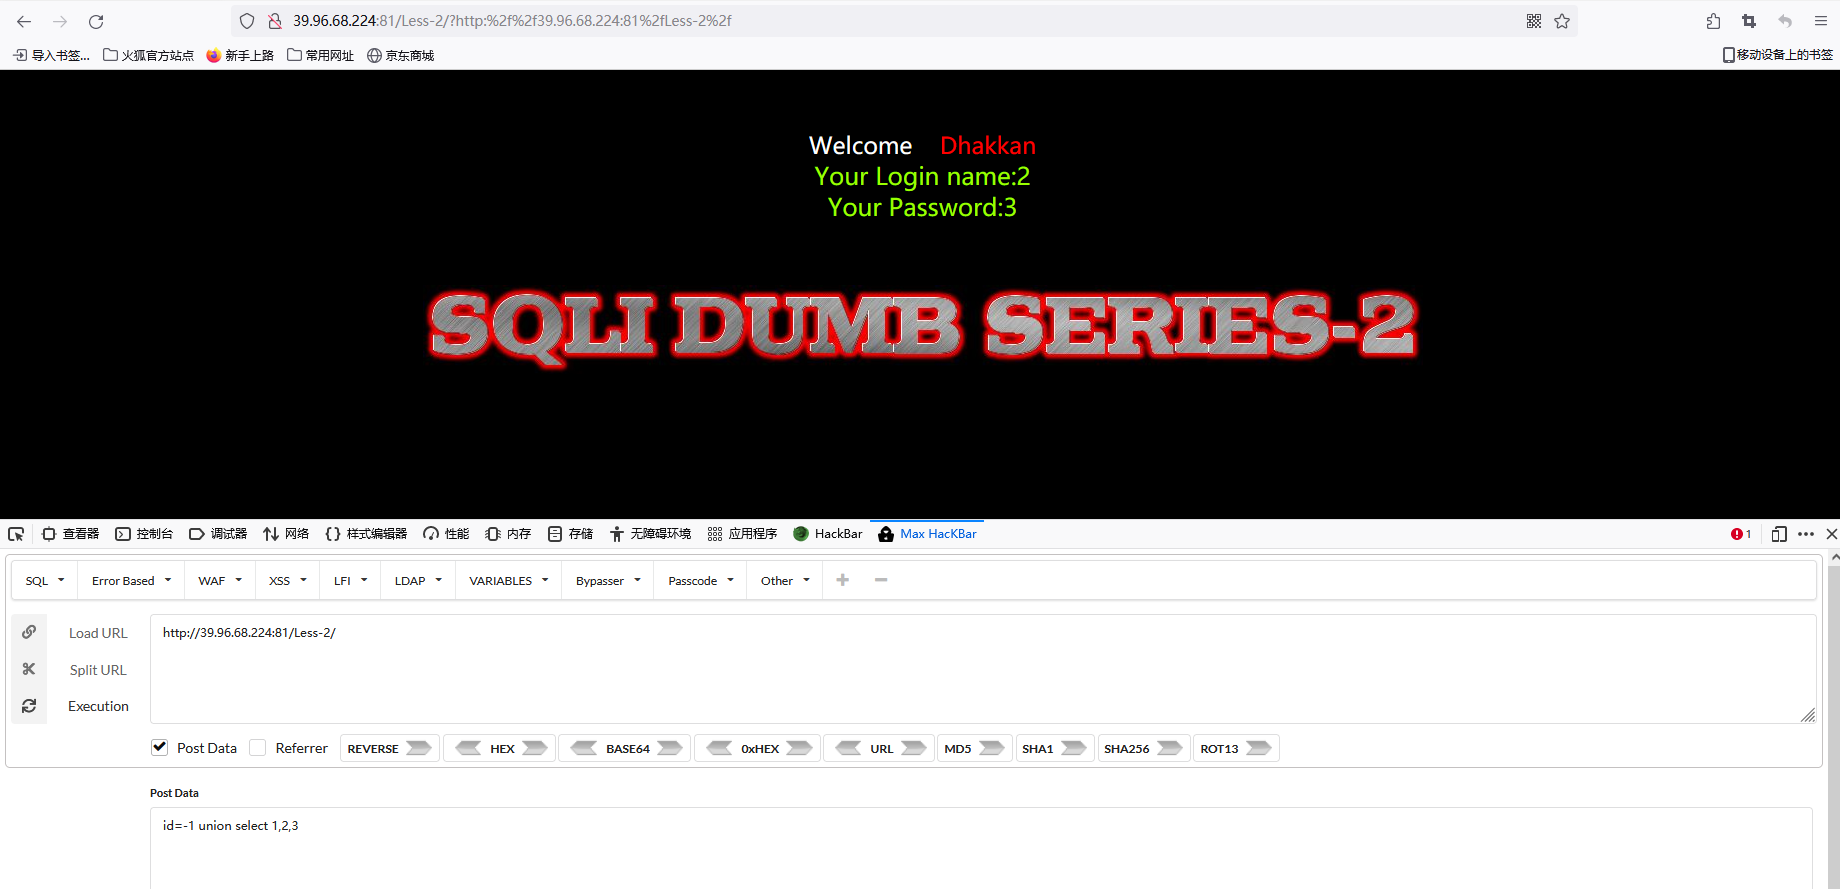 39.96.68.224:81/Less-2/?http:%2f%2f39.96.68.224:81%2fLess-2%2f
导入书签... 火狐官方站点 新手上路 常用网址 京东商城 移动设备上的书签
Welcome Dhakkan
Your Login name:2
Your Password:3
SQLI DUMB SERIES-2
查看器 控制台 调试器 网络 样式编辑器 性能 内存 存储 无障碍环境 应用程序 HackBar Max HacKBar 1
SQL Error Based WAF XSS LFI LDAP VARIABLES Bypasser Passcode Other
Load URL http://39.96.68.224:81/Less-2/
Split URL
Execution
Post Data Referrer REVERSE HEX BASE64 0xHEX URL MD5 SHA1 SHA256 ROT13
Post Data
id=-1 union select 1,2,3